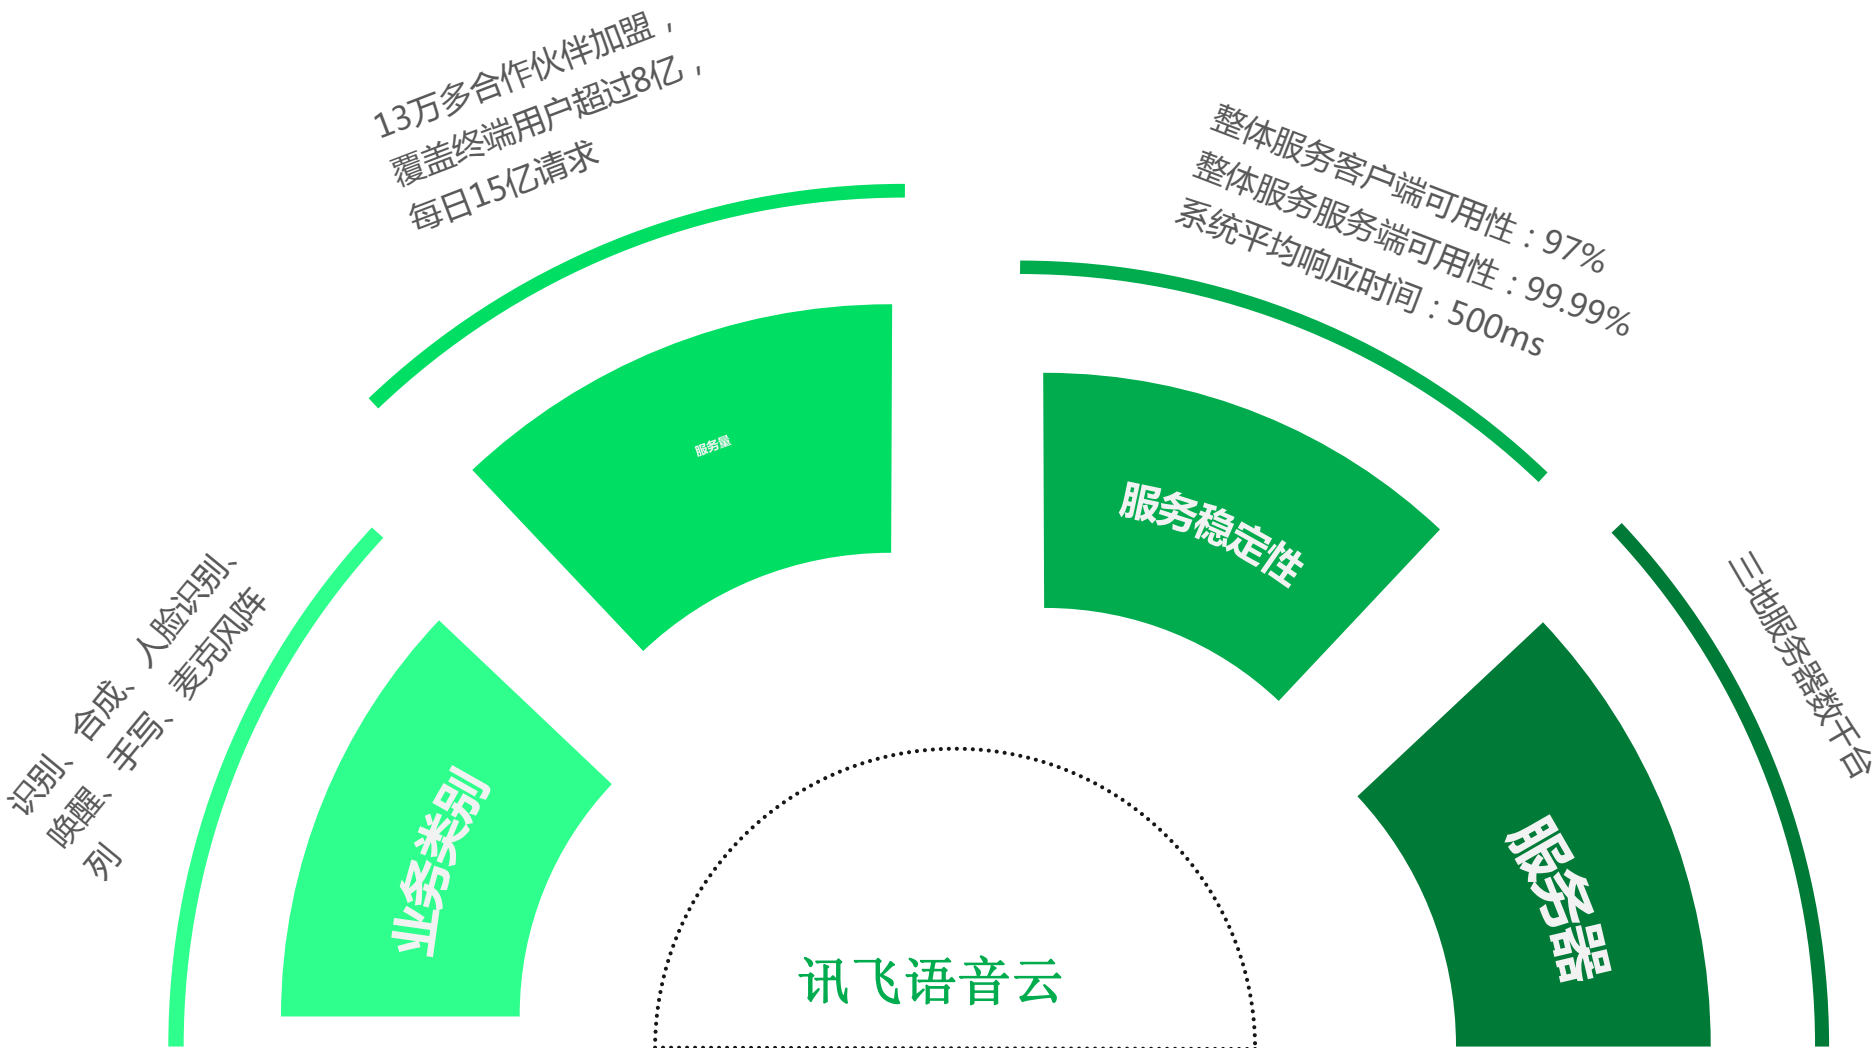 13万多合作伙伴加盟，
覆盖终端用户超过8亿，
每日15亿请求
整体服务客户端可用性：97%
整体服务服务端可用性：99.99%
系统平均响应时间：500ms
服务量
服务稳定性
识别、合成、人脸识别、
唤醒、手写、麦克风阵
列
三地服务器数千台
业务类别
服务器
讯飞语音云